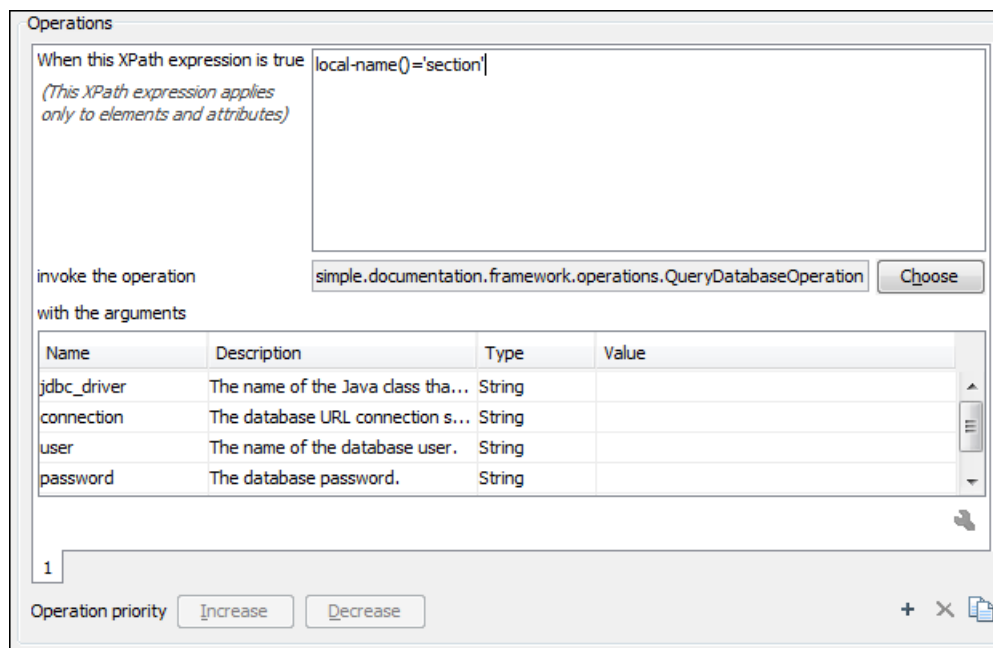 Operations
When this XPath expression is true local-name()='section'
(This XPath expression applies
only to elements and attributes)
invoke the operation simple.documentation.framework.operations.QueryDatabaseOperation Choose
with the arguments
Name Description Type Value
jdbc_driver The name of the Java class tha... String
connection The database URL connection s... String
user The name of the database user. String
password The database password. String
1
Operation priority Increase Decrease